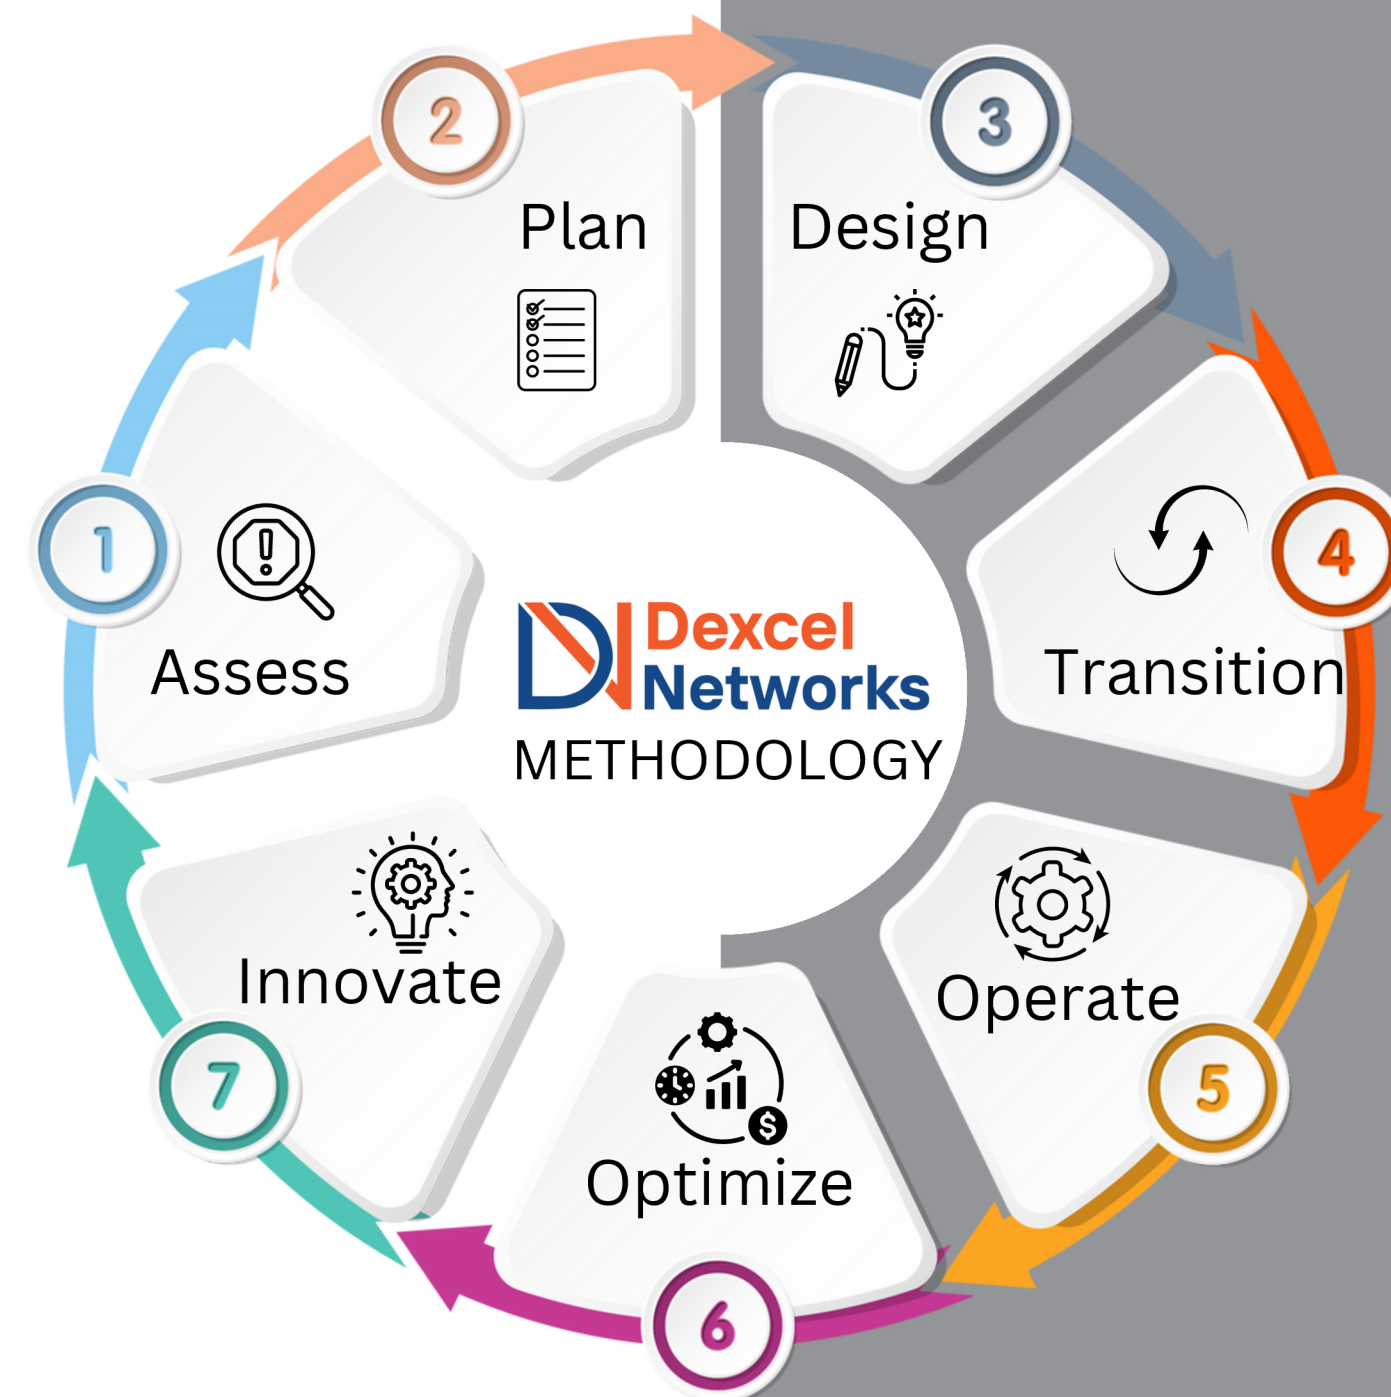 1
Assess
2
Plan
3
Design
4
Transition
5
Operate
6
Optimize
7
Innovate
Dexcel
Networks
METHODOLOGY